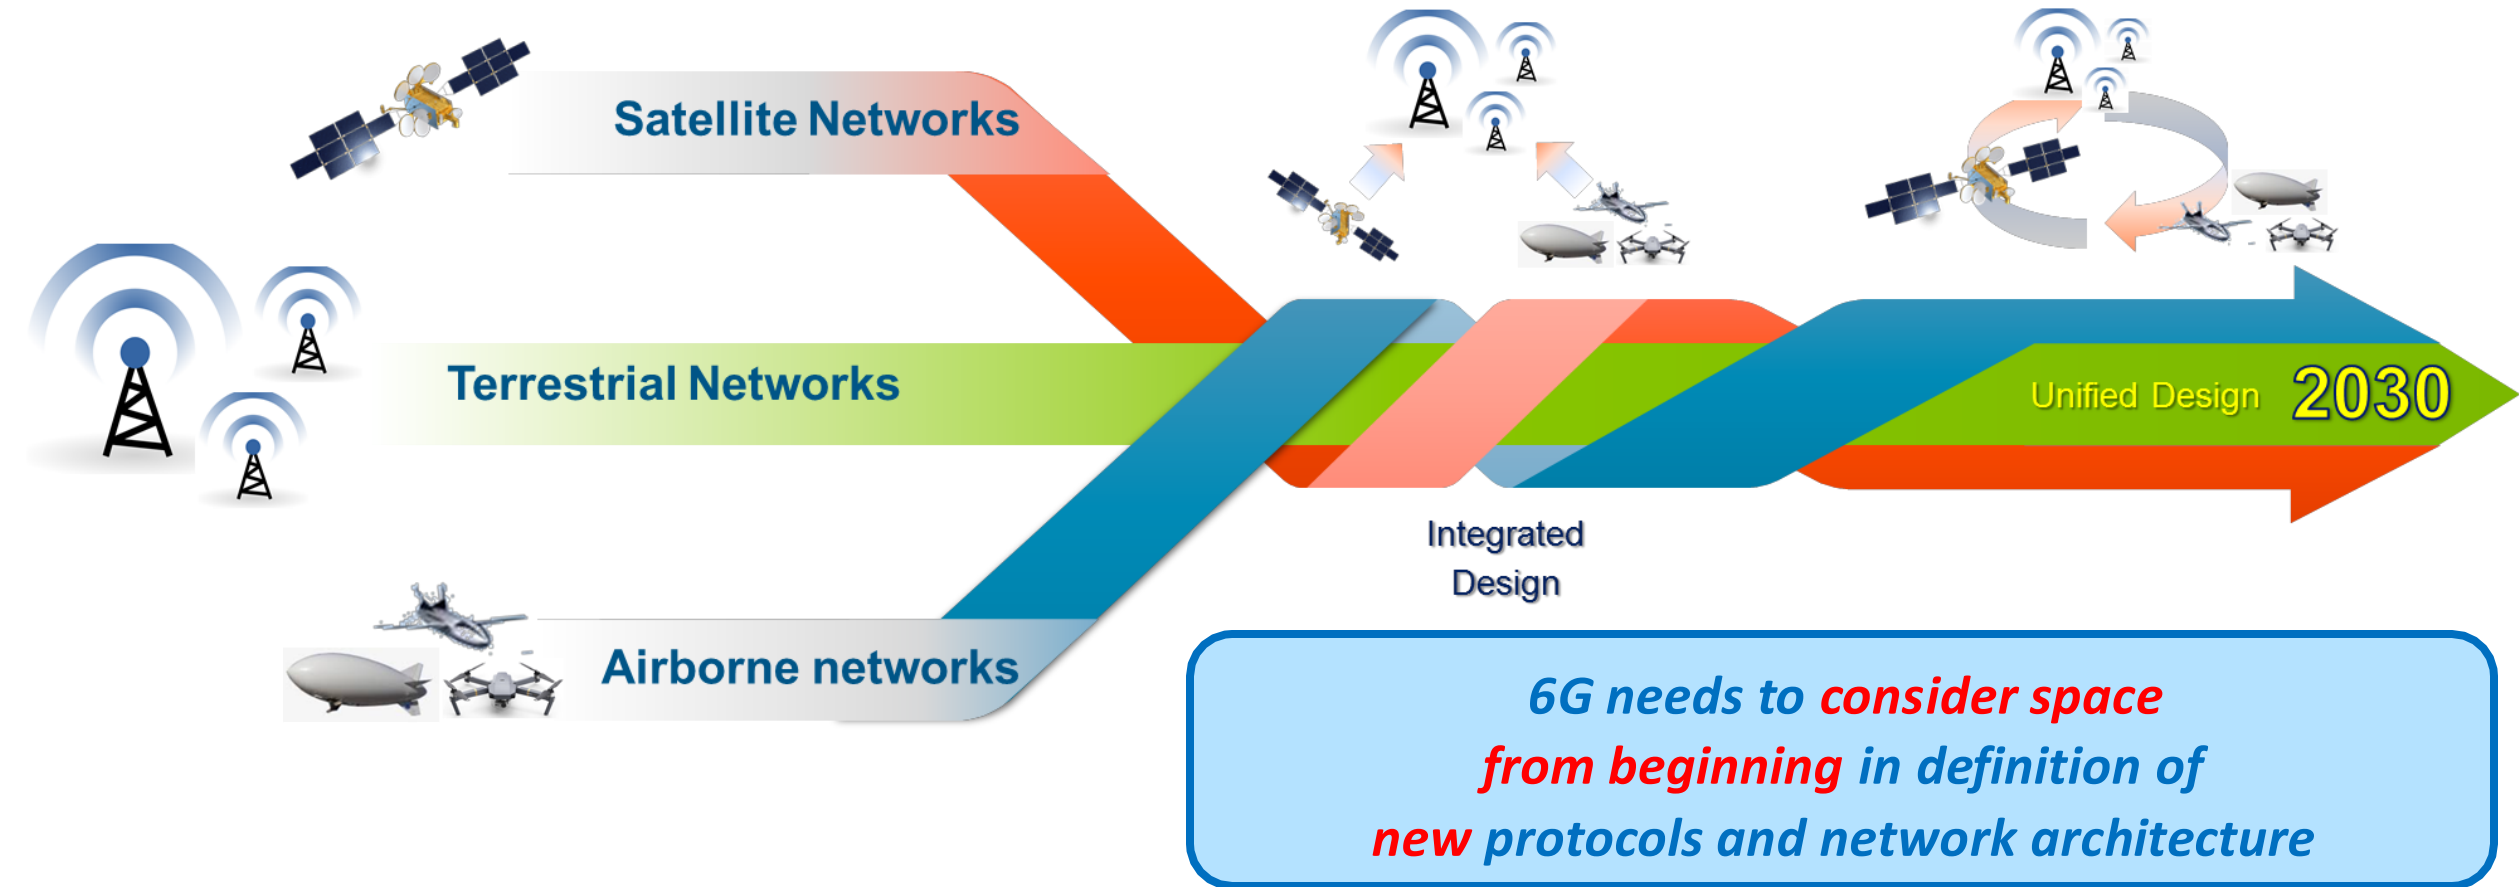 Satellite Networks
Terrestrial Networks
Airborne networks
Integrated
Design
Unified Design 2030
6G needs to consider space
from beginning in definition of
new protocols and network architecture